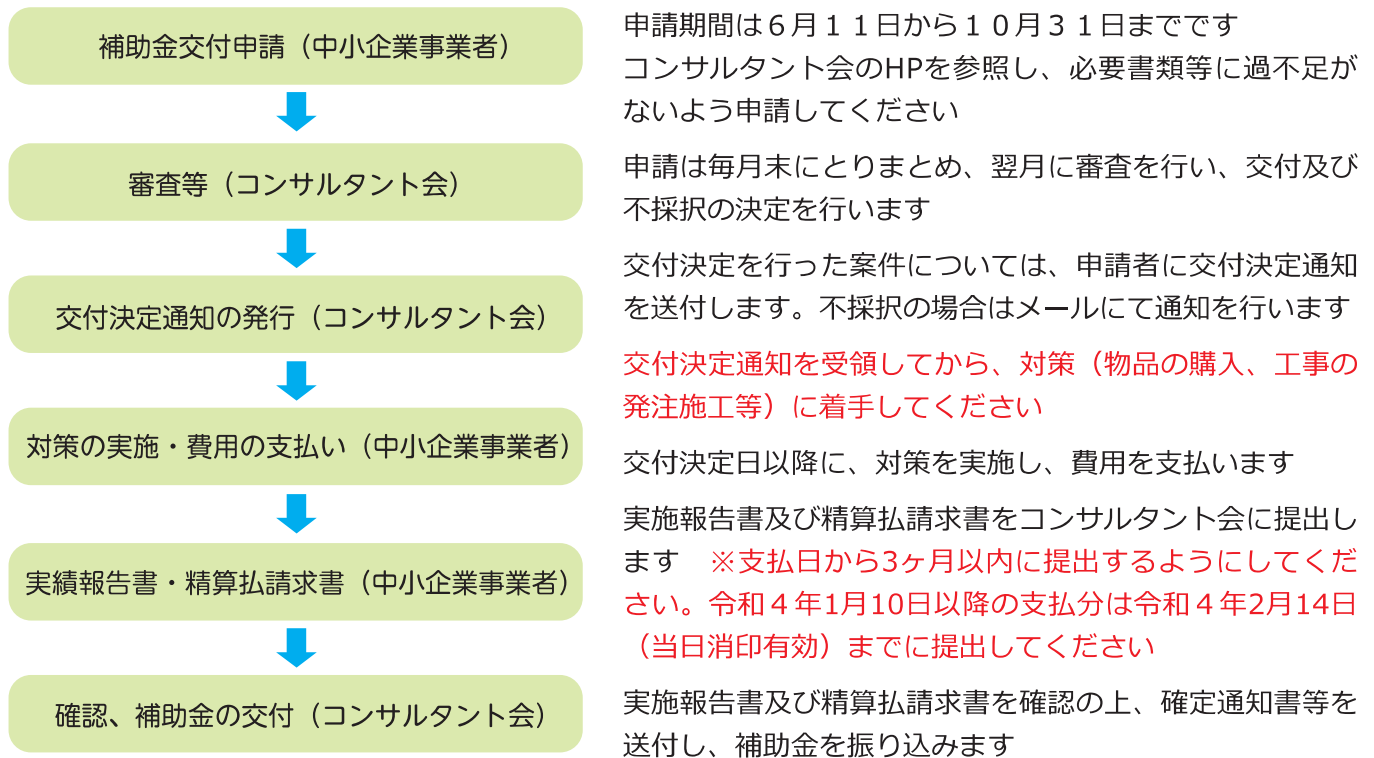 補助金交付申請（中小企業事業者）
申請期間は６月１１日から１０月３１日までです
コンサルタント会のHPを参照し、必要書類等に過不足が
ないよう申請してください
審査等（コンサルタント会）
申請は毎月末にとりまとめ、翌月に審査を行い、交付及び
不採択の決定を行います
交付決定通知の発行（コンサルタント会）
交付決定を行った案件については、申請者に交付決定通知
を送付します。不採択の場合はメールにて通知を行います
交付決定通知を受領してから、対策（物品の購入、工事の
発注施工等）に着手してください
対策の実施・費用の支払い（中小企業事業者）
交付決定日以降に、対策を実施し、費用を支払います
実績報告書・精算払請求書（中小企業事業者）
実施報告書及び精算払請求書をコンサルタント会に提出し
ます　※支払日から3ヶ月以内に提出するようにしてくだ
さい。令和４年1月10日以降の支払分は令和４年2月14日
（当日消印有効）までに提出してください
確認、補助金の交付（コンサルタント会）
実施報告書及び精算払請求書を確認の上、確定通知書等を
送付し、補助金を振り込みます